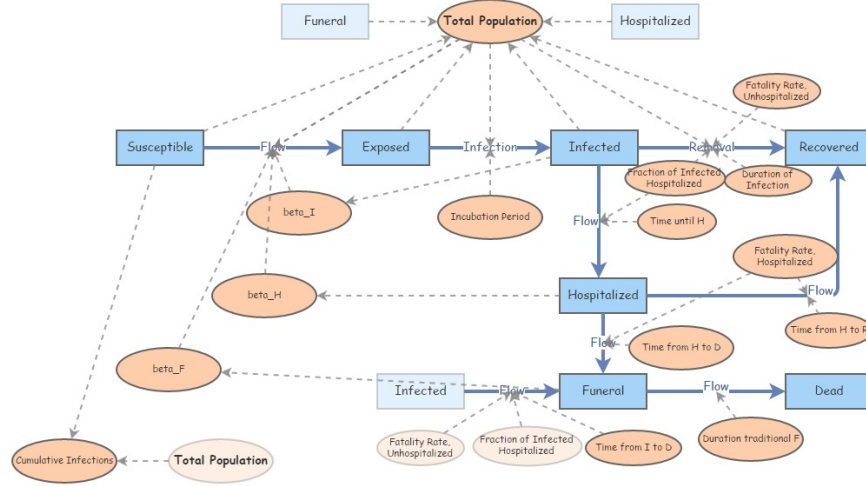 Funeral
Total Population
Hospitalized
Fatality Rate,
Unhospitalized
Susceptible
Flow
Exposed
Infection
Infected
Removal
Recovered
Fraction of Infected
Hospitalized
Duration of
Infection
beta_I
Incubation Period
Flow
Time until H
Fatality Rate,
Hospitalized
beta_H
Hospitalized
Flow
Time from H to R
Flow
Time from H to D
beta_F
Infected
Flow
Funeral
Flow
Dead
Fatality Rate,
Unhospitalized
Fraction of Infected
Hospitalized
Time from I to D
Duration traditional F
Cumulative Infections
Total Population